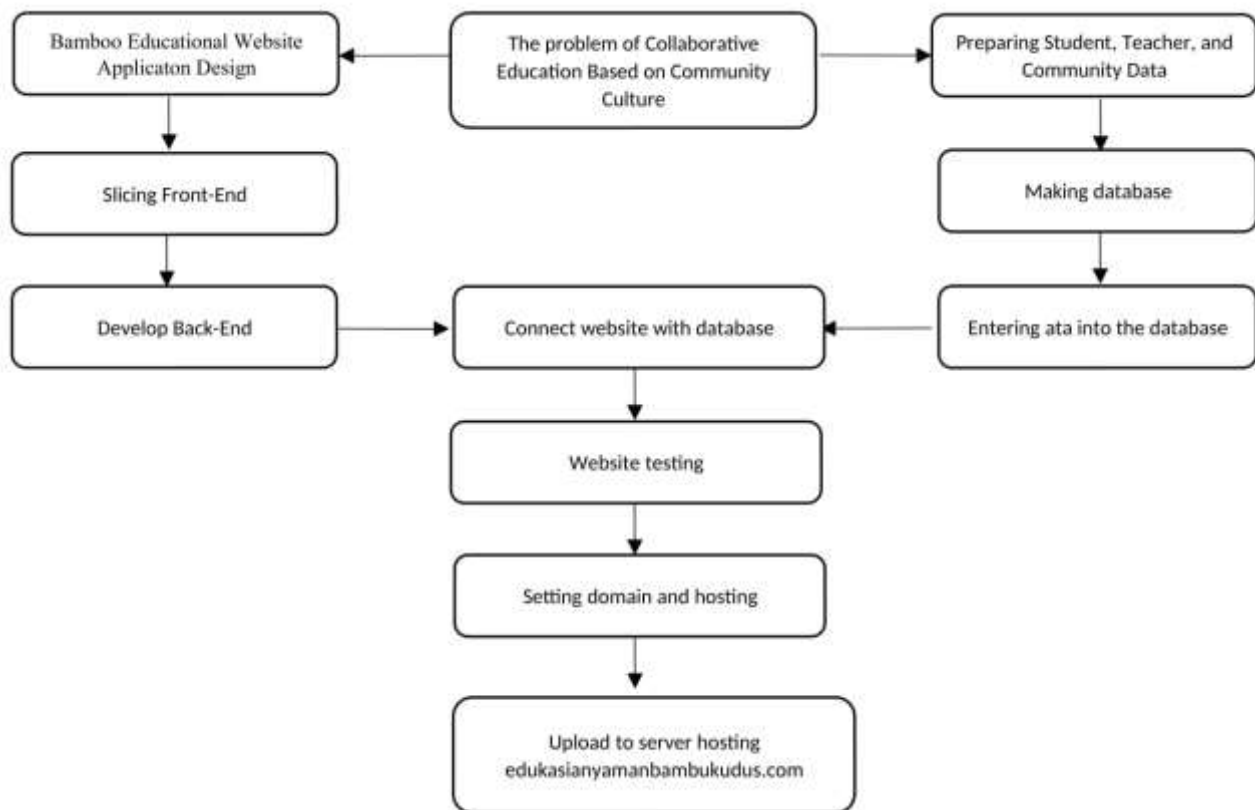 Bamboo Educational Website
Applicaton Design
The problem of Collaborative
Education Based on Community
Culture
Preparing Student, Teacher, and
Community Data
Slicing Front-End
Making database
Develop Back-End
Connect website with database
Entering ata into the database
Website testing
Setting domain and hosting
Upload to server hosting
edukasianyamanbambukudus.com